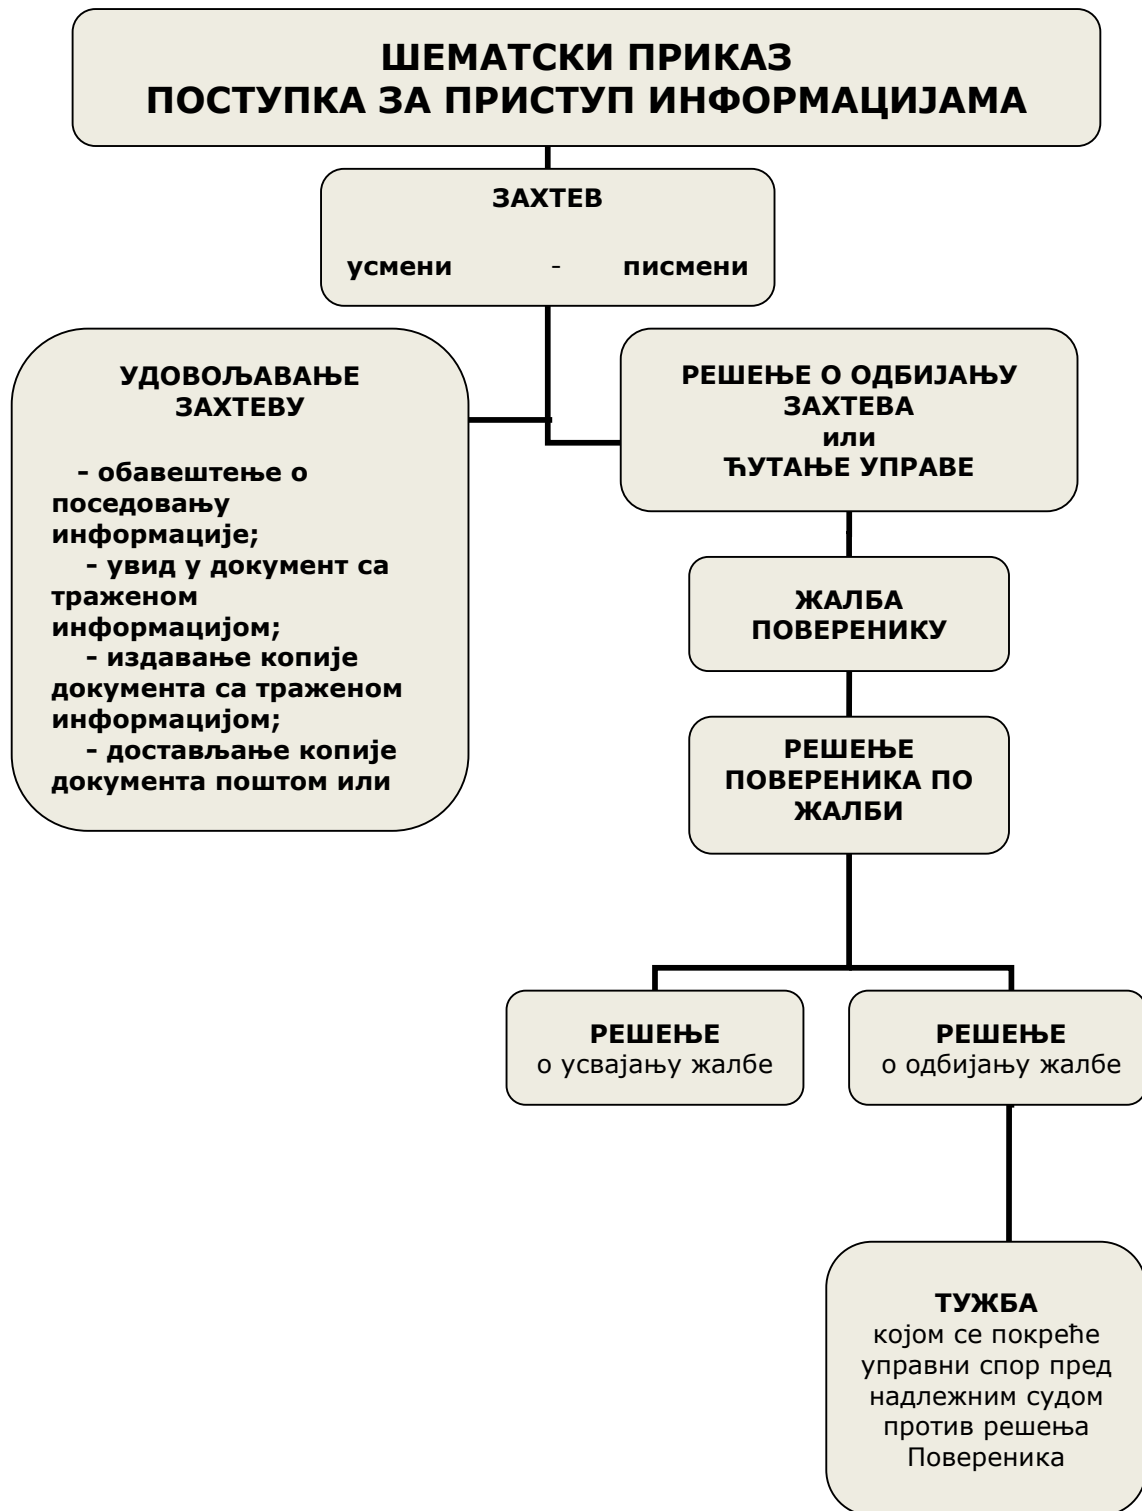 ШЕМАТСКИ ПРИКАЗ
ПОСТУПКА ЗА ПРИСТУП ИНФОРМАЦИЈАМА
ЗАХТЕВ
усмени - писмени
УДОВОЉАВАЊЕ
ЗАХТЕВУ
- обавештење о
поседовању
информације;
- увид у документ са
траженом
информацијом;
- издавање копије
документа са траженом
информацијом;
- достављање копије
документа поштом или
РЕШЕЊЕ О ОДБИЈАЊУ
ЗАХТЕВА
или
ЋУТАЊЕ УПРАВЕ
ЖАЛБА
ПОВЕРЕНИКУ
РЕШЕЊЕ
ПОВЕРЕНИКА ПО
ЖАЛБИ
РЕШЕЊЕ
о усвајању жалбе
РЕШЕЊЕ
о одбијању жалбе
ТУЖБА
којом се покреће
управни спор пред
надлежним судом
против решења
Повереника